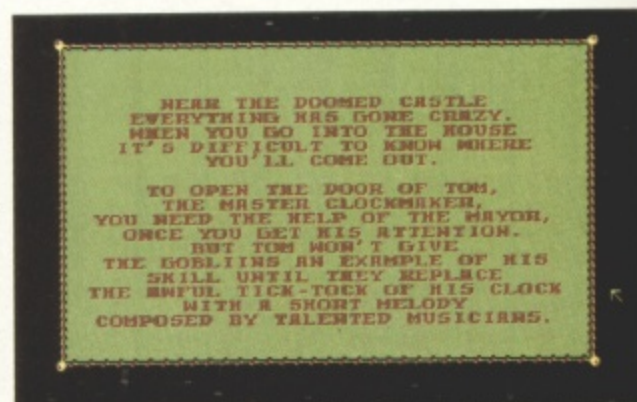 NEAR THE DOOMED CASTLE
EVERYTHING HAS GONE CRAZY.
WHEN YOU GO INTO THE HOUSE
IT'S DIFFICULT TO KNOW WHERE
YOU'LL COME OUT.
TO OPEN THE DOOR OF TOM,
THE MASTER CLOCKMAKER,
YOU NEED THE HELP OF THE MAYOR,
ONCE YOU GET HIS ATTENTION.
BUT TOM WON'T GIVE
THE GOBLIINS AN EXAMPLE OF HIS
SKILL UNTIL THEY REPLACE
THE AWFUL TICK-TOCK OF HIS CLOCK
WITH A SHORT MELODY
COMPOSED BY TALENTED MUSICIANS.